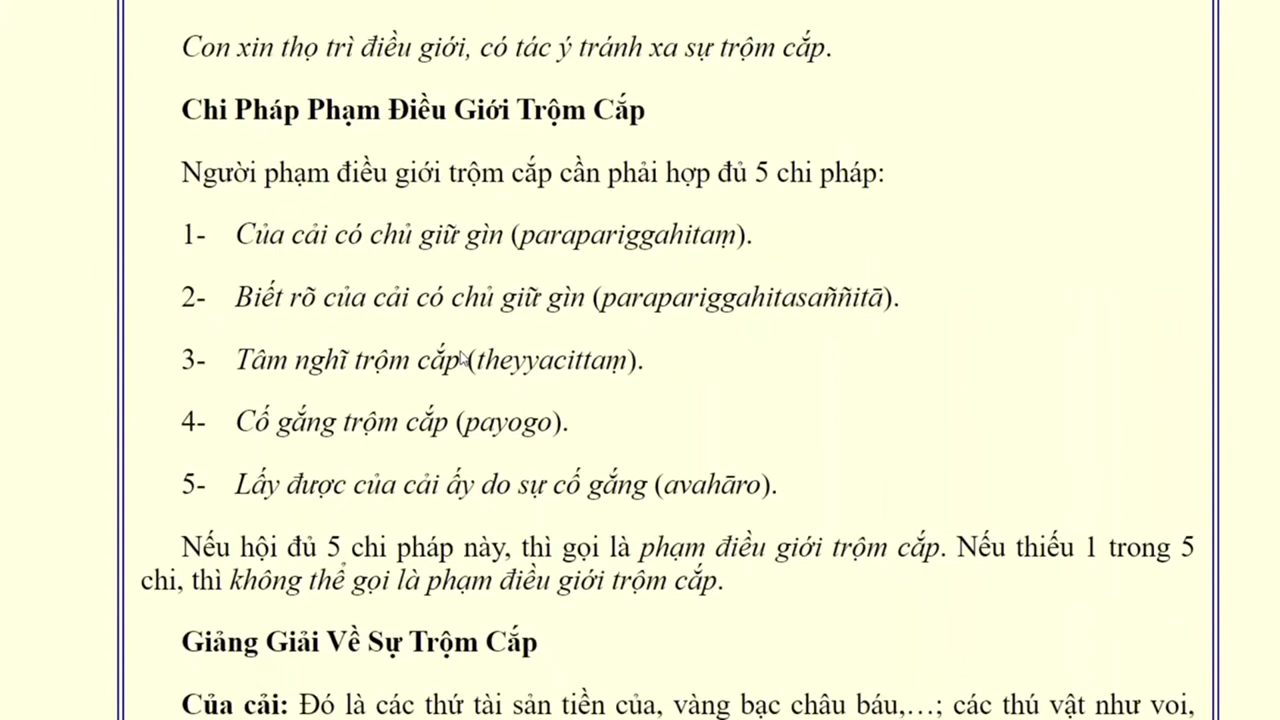 Con xin thọ trì điều giới, có tác ý tránh xa sự trộm cắp.
Chi Pháp Phạm Điều Giới Trộm Cắp
Người phạm điều giới trộm cắp cần phải hợp đủ 5 chi pháp:
1- Của cải có chủ giữ gìn (parapariggahitaṃ).
2- Biết rõ của cải có chủ giữ gìn (parapariggahitasaññitā).
3- Tâm nghĩ trộm cắp (theyyacittaṃ).
4- Cố gắng trộm cắp (payogo).
5- Lấy được của cải ấy do sự cố gắng (avahāro).
Nếu hội đủ 5 chi pháp này, thì gọi là phạm điều giới trộm cắp. Nếu thiếu 1 trong 5
chi, thì không thể gọi là phạm điều giới trộm cắp.
Giảng Giải Về Sự Trộm Cắp
Của cải: Đó là các thứ tài sản tiền của, vàng bạc châu báu,…; các thú vật như voi,